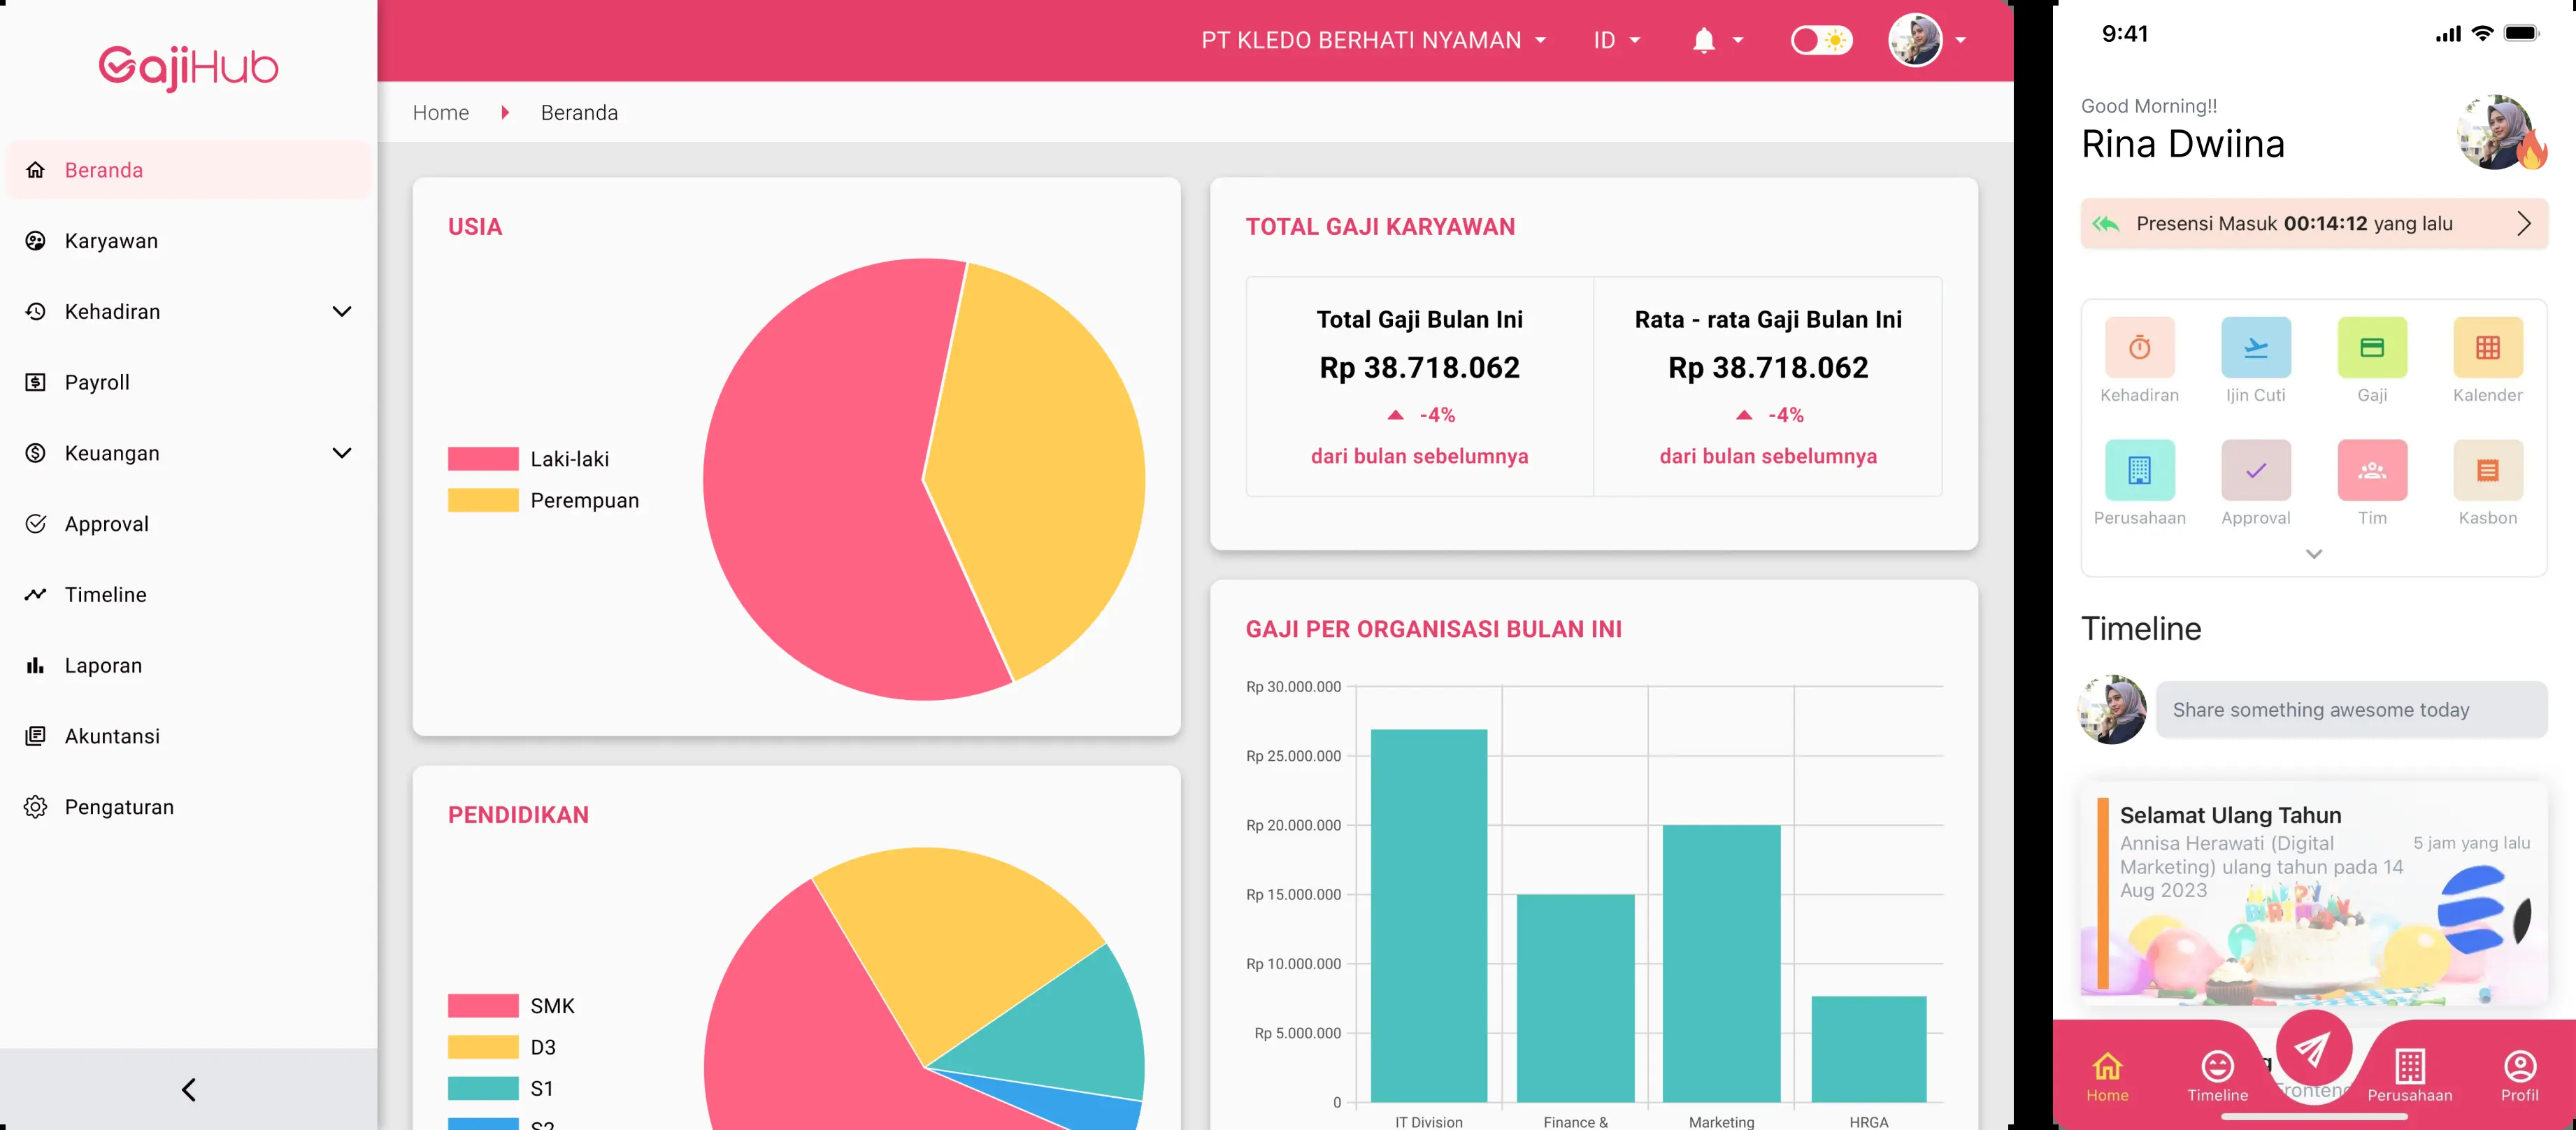 GajiHub
Beranda
Karyawan
Kehadiran
Payroll
Keuangan
Approval
Timeline
Laporan
Akuntansi
Pengaturan
PT KLEDO BERHATI NYAMAN
ID
Home
Beranda
USIA
Laki-laki
Perempuan
PENDIDIKAN
SMK
D3
S1
S2
TOTAL GAJI KARYAWAN
Total Gaji Bulan Ini
Rp 38.718.062
-4%
dari bulan sebelumnya
Rata - rata Gaji Bulan Ini
Rp 38.718.062
-4%
dari bulan sebelumnya
GAJI PER ORGANISASI BULAN INI
Rp 30.000.000
Rp 25.000.000
Rp 20.000.000
Rp 15.000.000
Rp 10.000.000
Rp 5.000.000
0
IT Division
Finance &
Marketing
HRGA
9:41
Good Morning!!
Rina Dwiina
Presensi Masuk 00:14:12 yang lalu
Kehadiran
Ijin Cuti
Gaji
Kalender
Perusahaan
Approval
Tim
Kasbon
Timeline
Share something awesome today
Selamat Ulang Tahun
Annisa Herawati (Digital
Marketing) ulang tahun pada 14
Aug 2023
5 jam yang lalu
Home
Timeline
Perusahaan
Profil